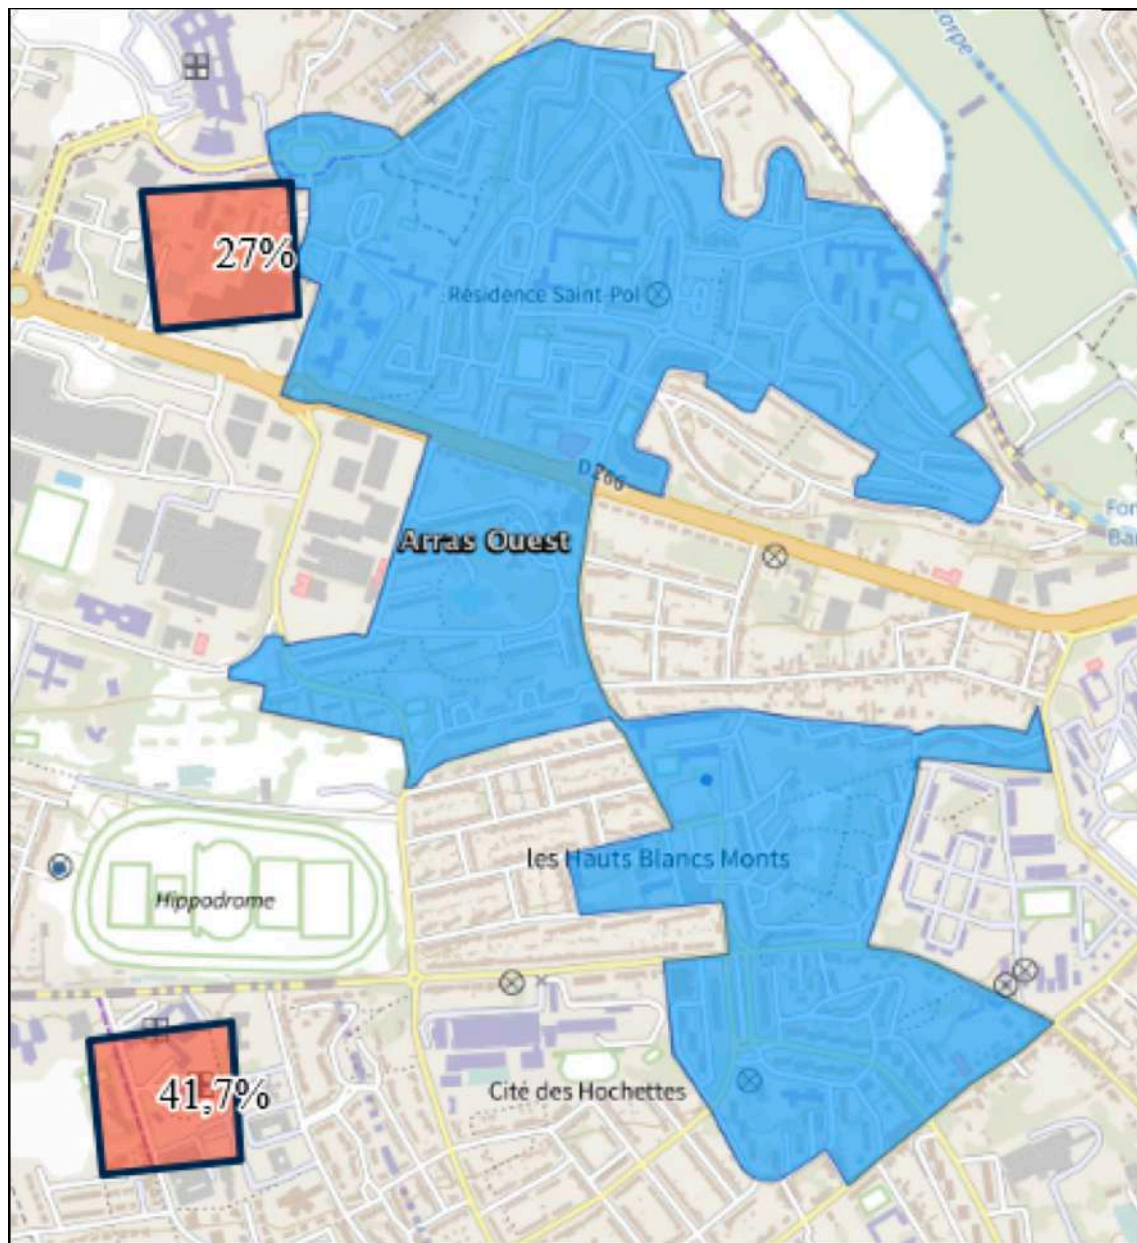 27%
Résidence Saint-Pol
D266
Arras Ouest
les Hauts Blancs Monts
Hippodrome
41,7%
Cité des Hochettes